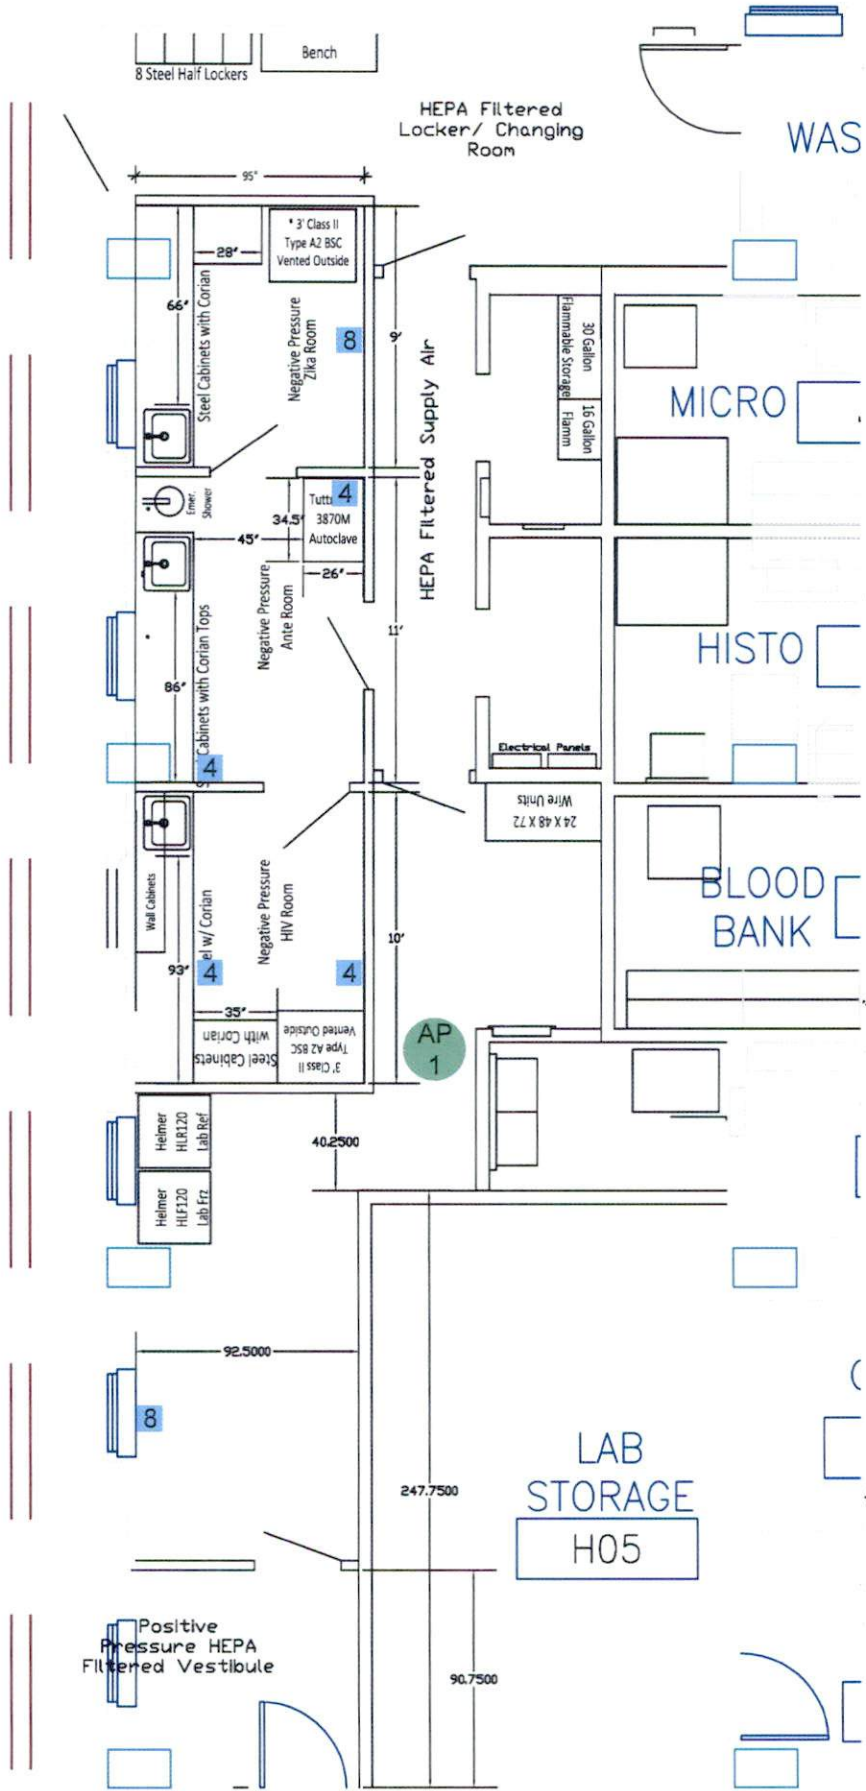 8 Steel Half Lockers
Bench
HEPA Filtered
Locker/ Changing
Room
WAS
95"
* 3' Class II
Type A2 BSC
Vented Outside
28"
66"
Steel Cabinets with Corian
Negative Pressure
Zika Room
8
9'
HEPA Filtered Supply Air
30 Gallon
Flammable Storage
16 Gallon
Flamm
MICRO
Emer.
Shower
4
Tutt
3870M
Autoclave
34.5"
45"
26"
Negative Pressure
Ante Room
11'
86"
Cabinets with Corian Tops
4
HISTO
Electrical Panels
24 X 48 X 72
Wire Units
Wall Cabinets
el w/ Corian
Negative Pressure
HIV Room
93"
4
4
10'
35"
Steel Cabinets
with Corian
3' Class II
Type A2 BSC
Vented Outside
BLOOD
BANK
AP
1
Helmer
HLR120
Lab Ref
Helmer
HLF120
Lab Frz
40.2500
92.5000
8
247.7500
LAB
STORAGE
H05
Positive
Pressure HEPA
Filtered Vestibule
90.7500